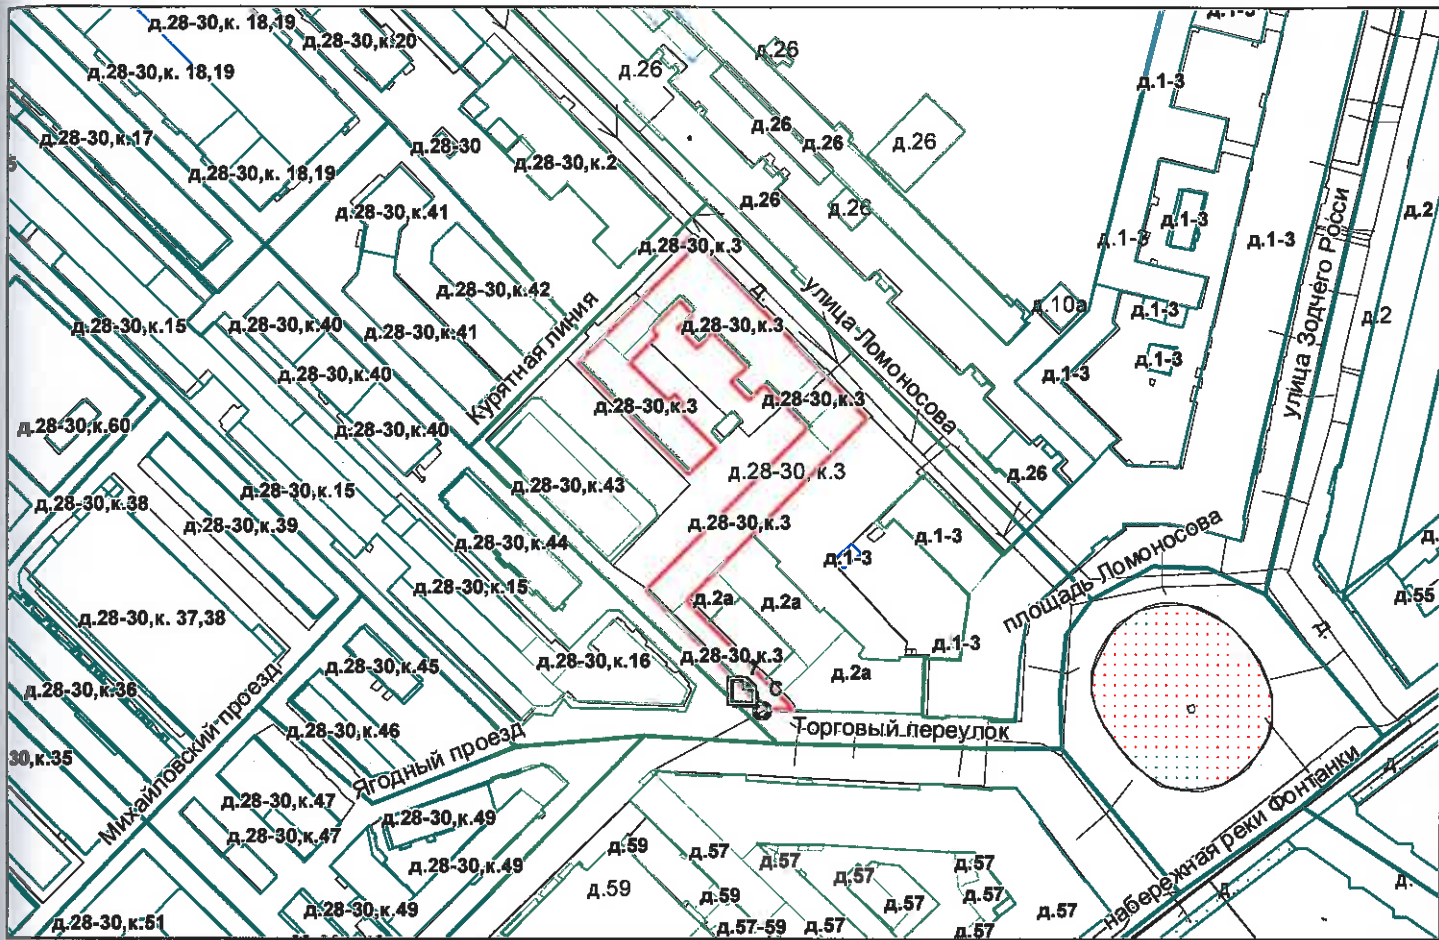 д.28-30,к. 18,19
д.28-30,к.20
д.28-30,к. 18,19
д.28-30,к.17
д.28-30,к. 18,19
д.28-30
д.28-30,к.2
д.26
д.26
д.26
д.26
д.26
д.26
д.26
д.1-3
д.1-3
д.1-3
д.1-3
д.1-3
д.2
д.28-30,к.41
д.28-30,к.3
д.28-30,к.42
д.28-30,к.15
д.28-30,к.40
д.28-30,к.41
Курятная линия
д.
улица Ломоносова
д.28-30,к.3
д.10а
д.1-3
д.1-3
д.1-3
улица Зодчего Росси
д.2
д.28-30,к.40
д.28-30,к.3
д.28-30,к.3
д.28-30,к.60
д.28-30,к.40
д.28-30, к.3
д.26
д.28-30,к.38
д.28-30,к.15
д.28-30,к.39
д.28-30,к.43
д.28-30,к.44
д.28-30,к.3
д.1-3
д.1-3
площадь Ломоносова
д.
д.55
д.28-30,к.15
д.28-30,к. 37,38
д.2а
д.2а
д.1-3
д.
д.28-30,к.45
д.28-30,к.16
д.28-30,к.3
д.2а
д.28-30,к.36
Михайловский проезд
д.28-30,к.46
Ягодный проезд
Торговый переулок
30,к.35
д.28-30,к.47
д.28-30,к.47
д.28-30,к.49
д.28-30,к.49
д.28-30,к.49
д.28-30,к.51
д.59
д.59
д.57
д.59
д.57-59
д.57
д.57
д.57
д.57
д.57
д.57
д.57
д.57
набережная реки Фонтанки
д.
д.
д.